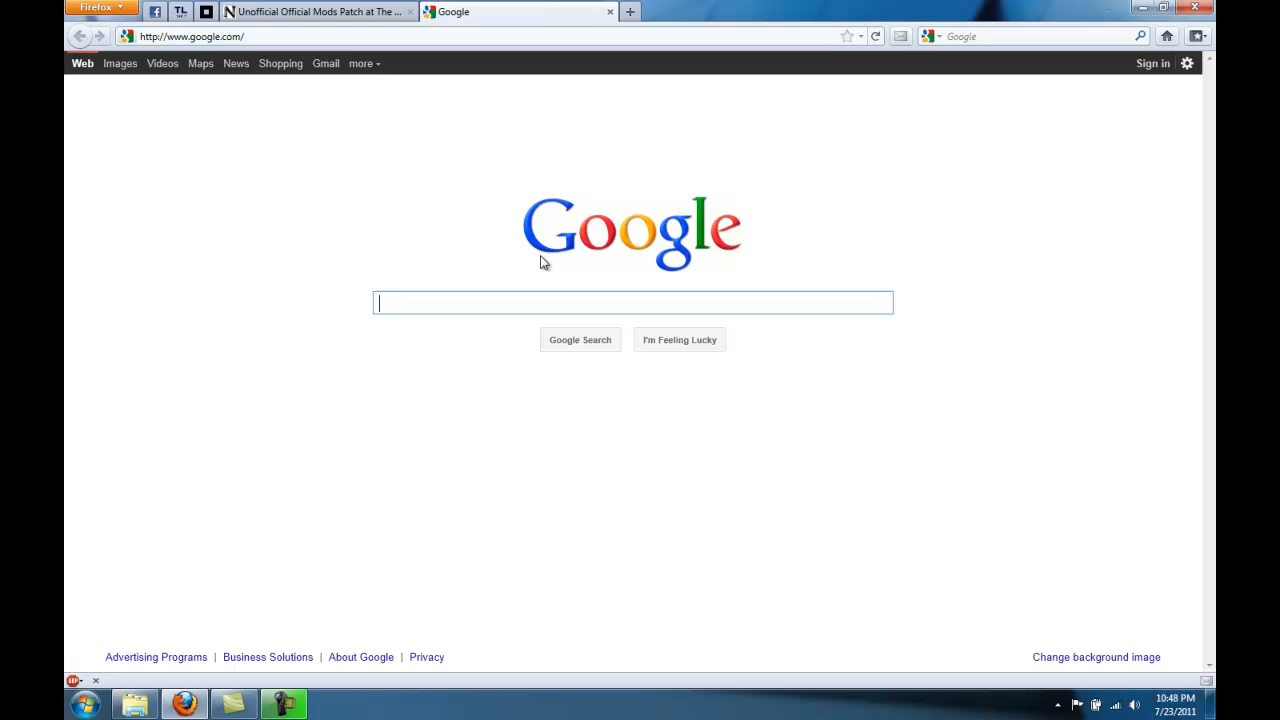 Firefox
TL
Unofficial Official Mods Patch at The ...
Google
http://www.google.com/
Google
Web Images Videos Maps News Shopping Gmail more
Sign in
Google
Google Search
I'm Feeling Lucky
Advertising Programs | Business Solutions | About Google | Privacy
Change background image
10:48 PM
7/23/2011